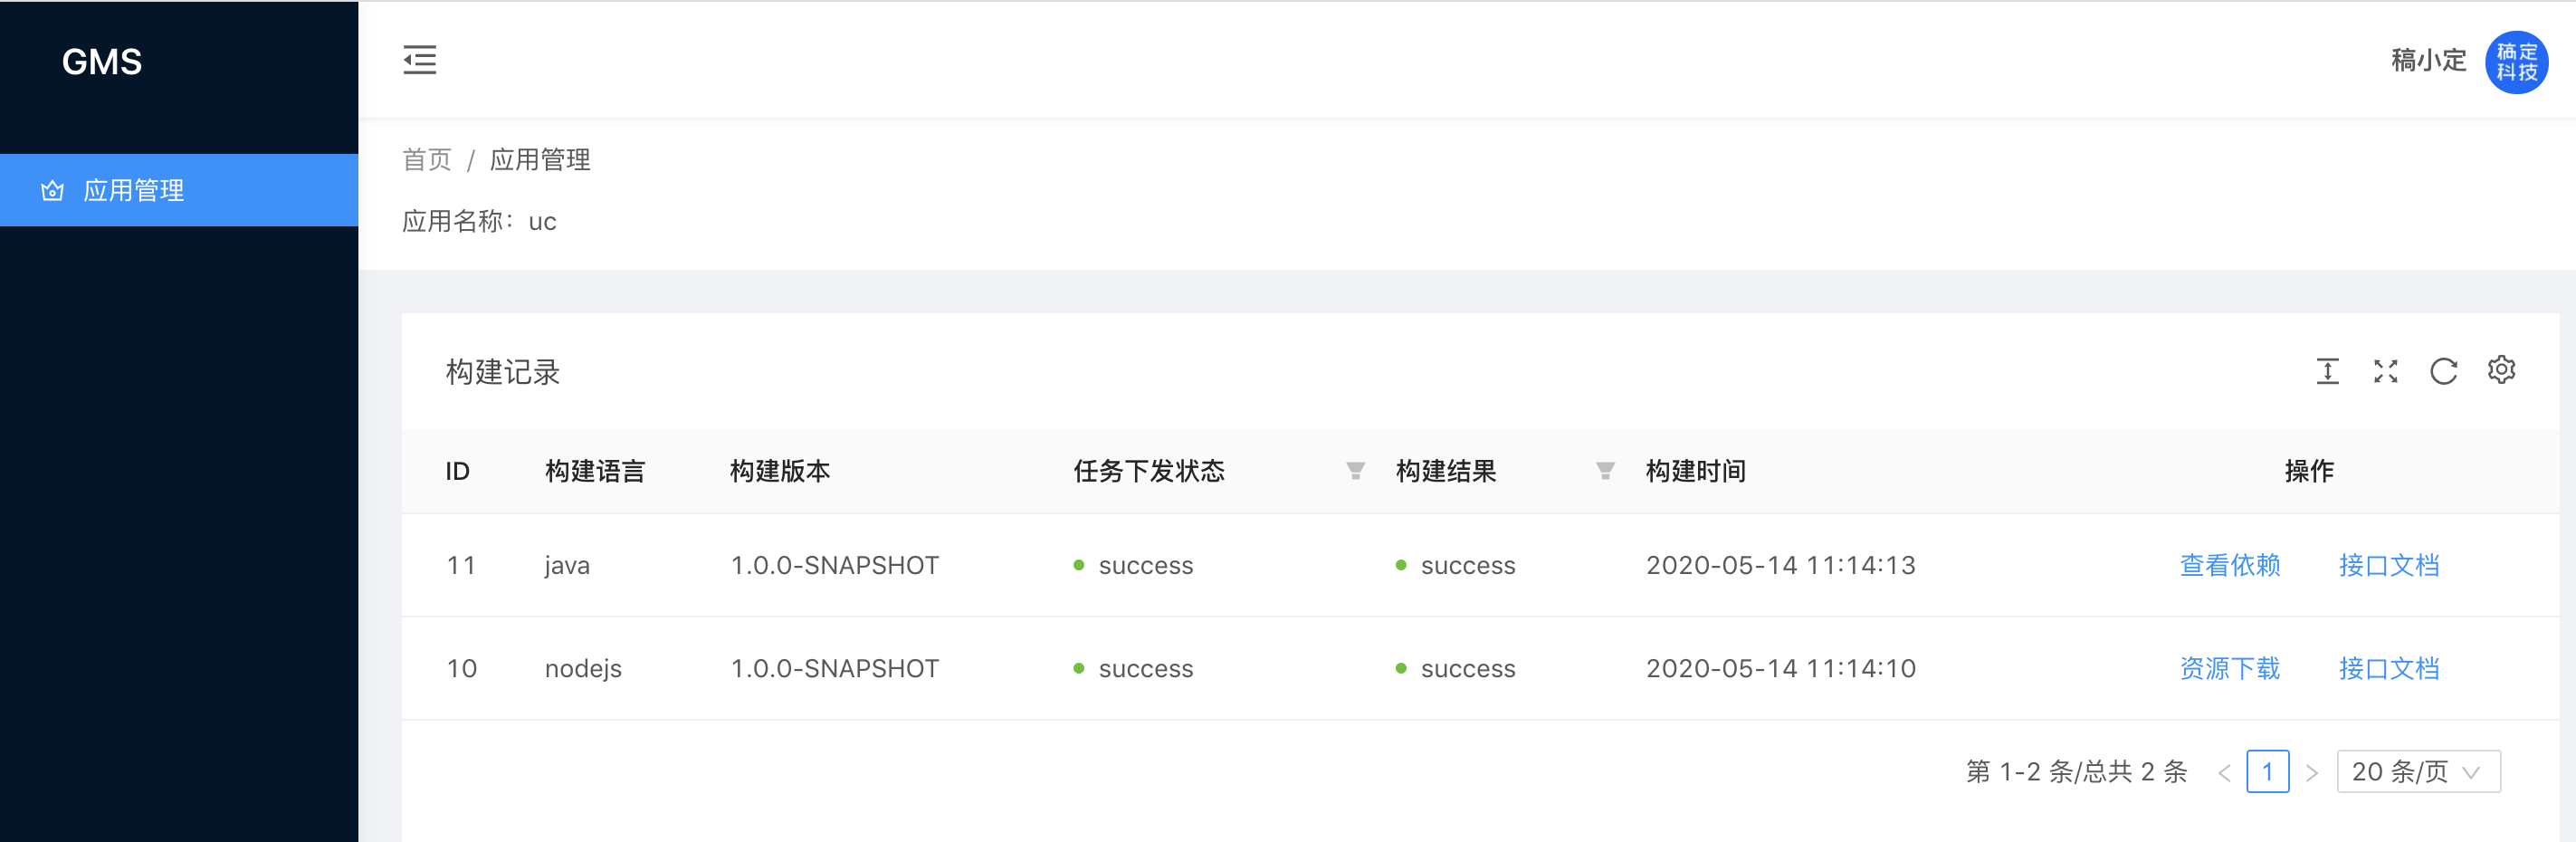 GMS
稿小定
稿定
科技
首页 / 应用管理
应用管理
应用名称：uc
构建记录
ID 构建语言 构建版本 任务下发状态 构建结果 构建时间 操作
11 java 1.0.0-SNAPSHOT success success 2020-05-14 11:14:13 查看依赖 接口文档
10 nodejs 1.0.0-SNAPSHOT success success 2020-05-14 11:14:10 资源下载 接口文档
第 1-2 条/总共 2 条 < 1 > 20 条/页